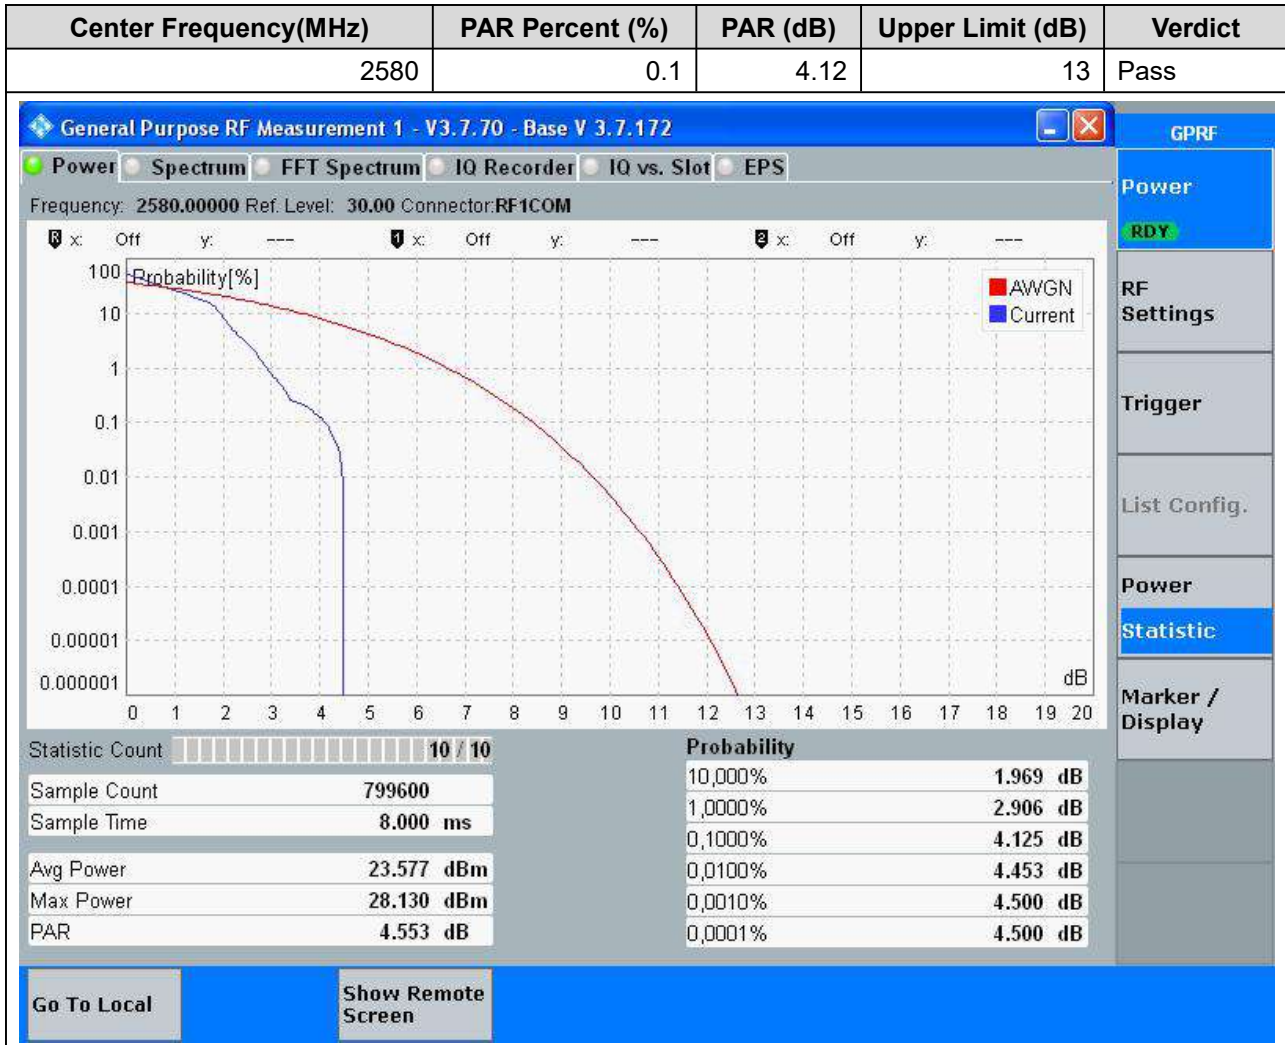 Center Frequency(MHz) PAR Percent (%) PAR (dB) Upper Limit (dB) Verdict
2580 0.1 4.12 13 Pass
General Purpose RF Measurement 1 - V3.7.70 - Base V 3.7.172
GPRF
Power Spectrum FFT Spectrum IQ Recorder IQ vs. Slot EPS
Frequency: 2580.00000 Ref. Level: 30.00 Connector:RF1COM
R x: Off y: --- 1 x: Off y: --- 2 x: Off y: ---
Probability[%]
AWGN
Current
100
10
1
0.1
0.01
0.001
0.0001
0.00001
0.000001
dB
0 1 2 3 4 5 6 7 8 9 10 11 12 13 14 15 16 17 18 19 20
Statistic Count 10 / 10
Sample Count 799600
Sample Time 8.000 ms
Avg Power 23.577 dBm
Max Power 28.130 dBm
PAR 4.553 dB
Probability
10,000% 1.969 dB
1,0000% 2.906 dB
0,1000% 4.125 dB
0,0100% 4.453 dB
0,0010% 4.500 dB
0,0001% 4.500 dB
Power
RDY
RF
Settings
Trigger
List Config.
Power
Statistic
Marker /
Display
Go To Local
Show Remote
Screen